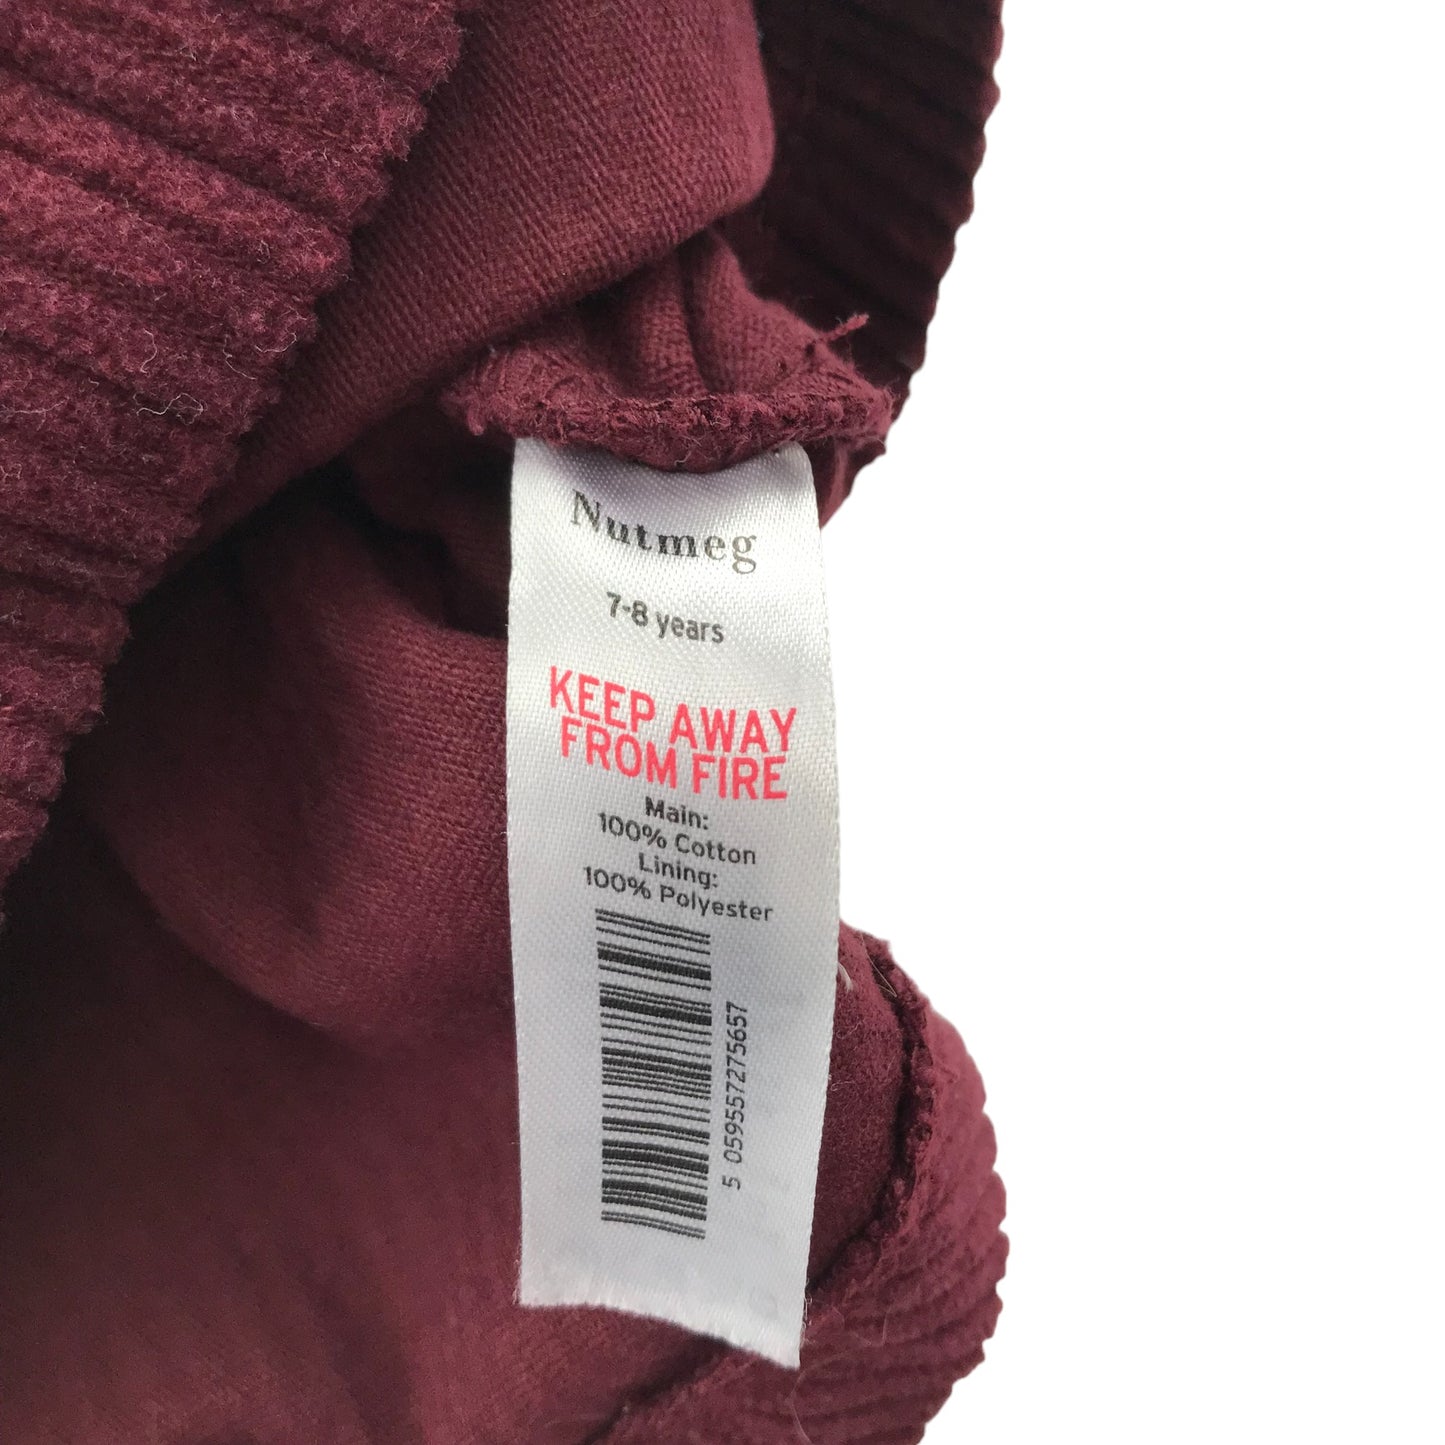 Nutmeg
7-8 years
KEEP AWAY
FROM FIRE
Main:
100% Cotton
Lining:
100% Polyester
5 059557275657